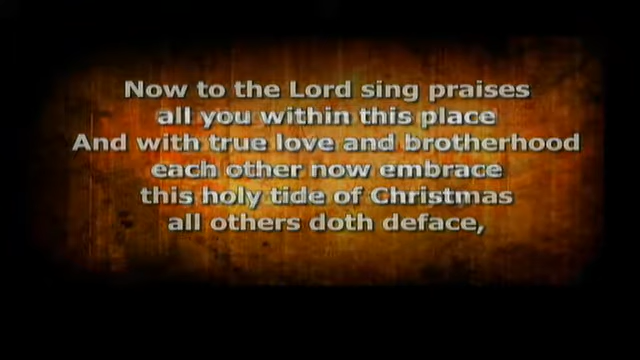 Now to the Lord sing praises
all you within this place
And with true love and brotherhood
each other now embrace
this holy tide of Christmas
all others doth deface,